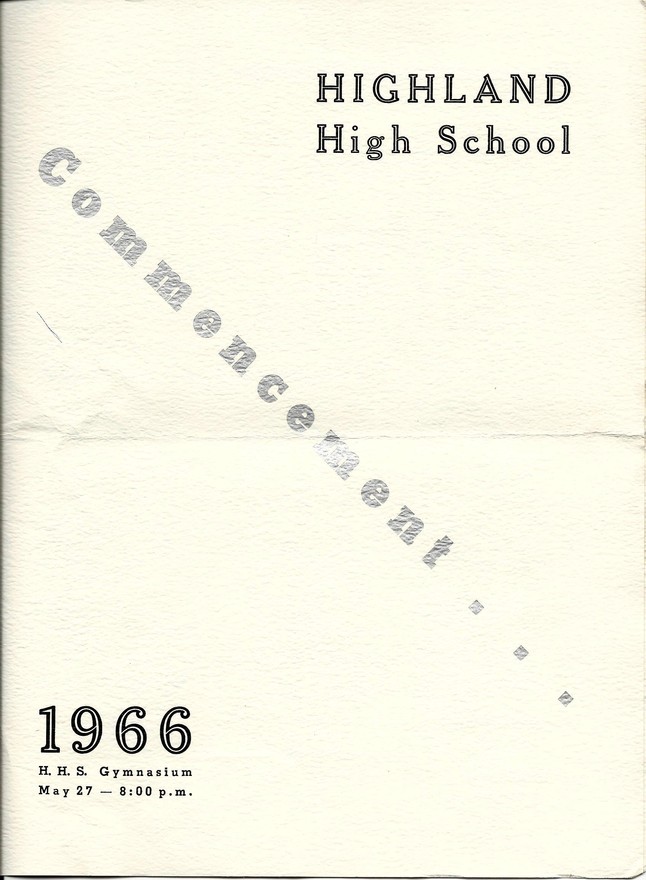 HIGHLAND
High School
Commencement . . .
1966
H. H. S. Gymnasium
May 27 — 8:00 p.m.